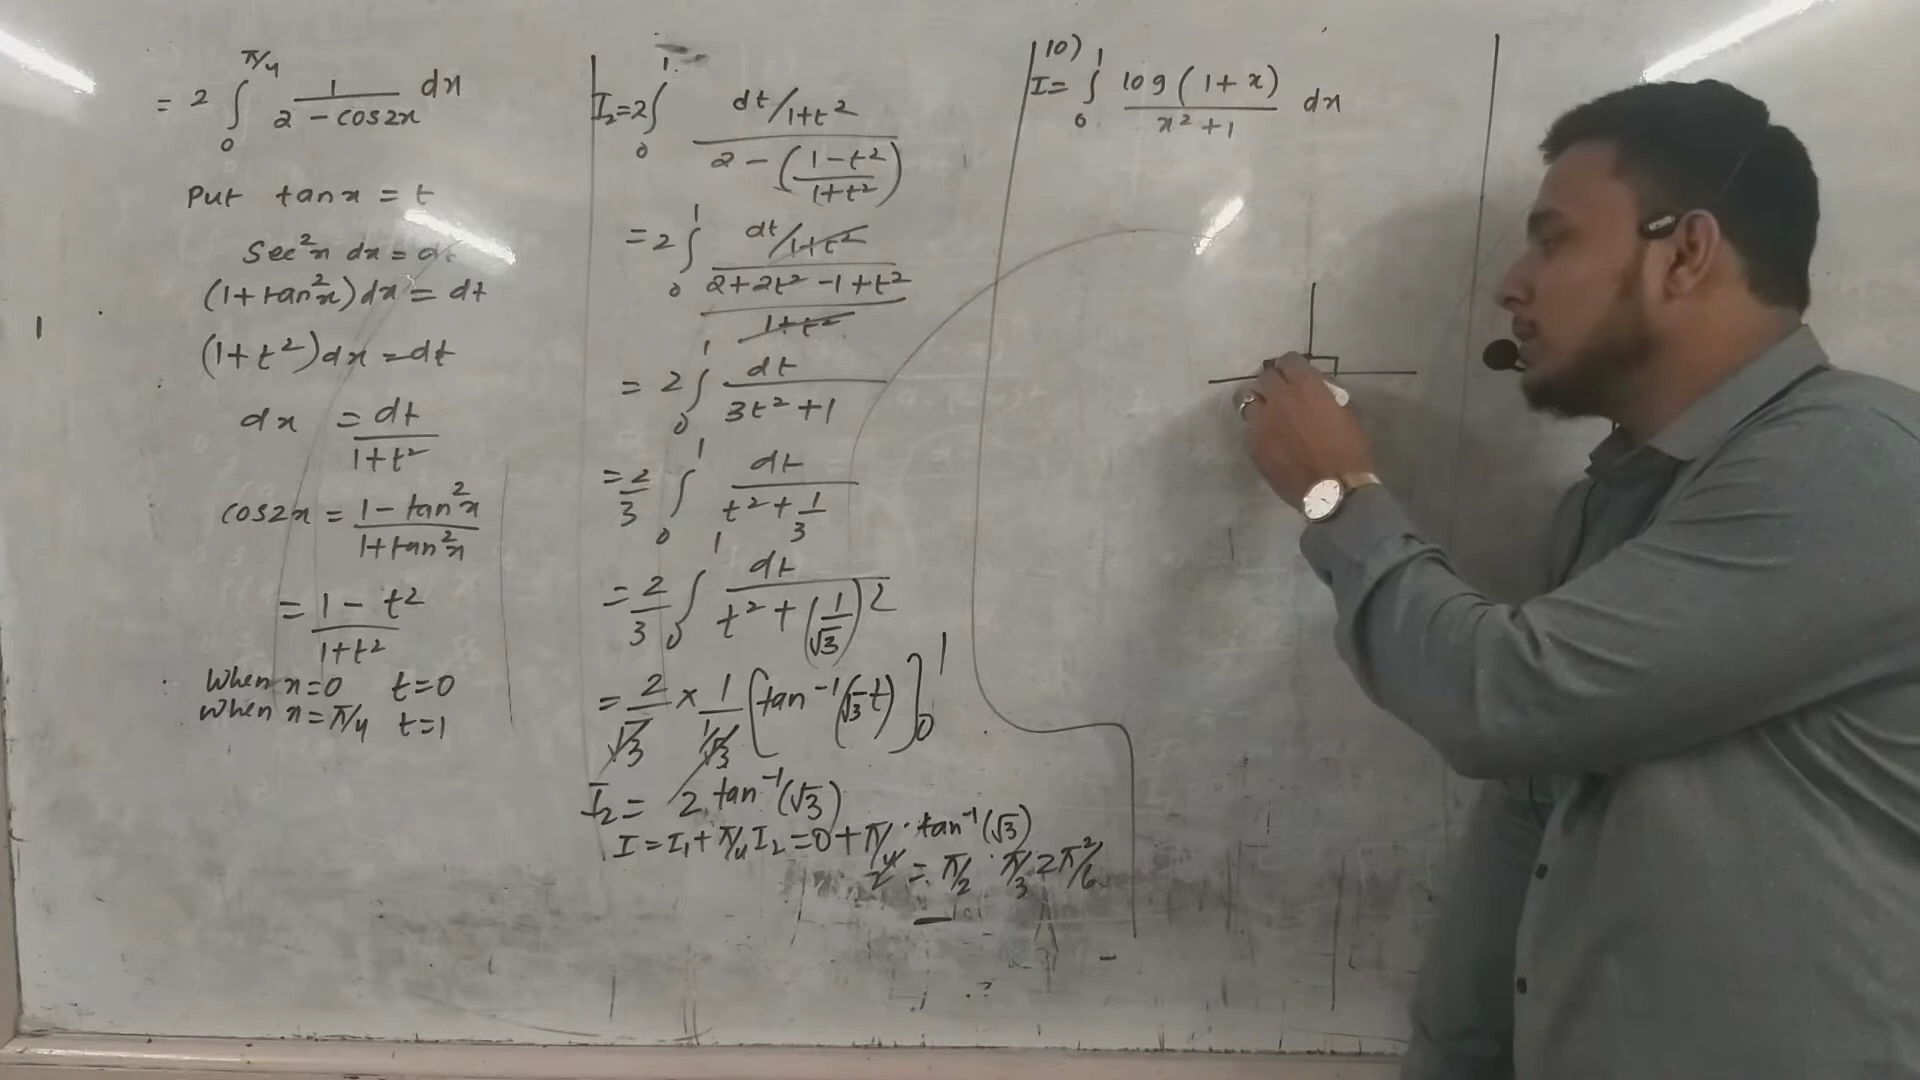 = 2 ∫₀^{π/4} 1/(2 - cos2x) dx
Put tanx = t
Sec²x dx = dt
(1+tan²x)dx = dt
(1+t²)dx = dt
dx = dt/(1+t²)
cos2x = (1 - tan²x)/(1+tan²x)
= (1 - t²)/(1+t²)
When x=0 t=0
When x=π/4 t=1
I₂=2∫₀¹ (dt/1+t²)/(2 - ((1-t²)/(1+t²)))
=2∫₀¹ (dt/1+t²)/((2+2t²-1+t²)/(1+t²))
= 2∫₀¹ dt/(3t²+1)
= 2/3 ∫₀¹ dt/(t²+1/3)
= 2/3 ∫₀¹ dt/(t²+(1/√3)²)
= 2/√3 × 1/(1/√3) [tan⁻¹(√3 t)]₀¹
I₂ = 2 tan⁻¹(√3)
I = I₁ + π/4 I₂ = 0 + π/4 · tan⁻¹(√3)
2 = π/2 · π/3 2 π²/6
10)
I = ∫₀¹ log(1+x)/(x²+1) dx